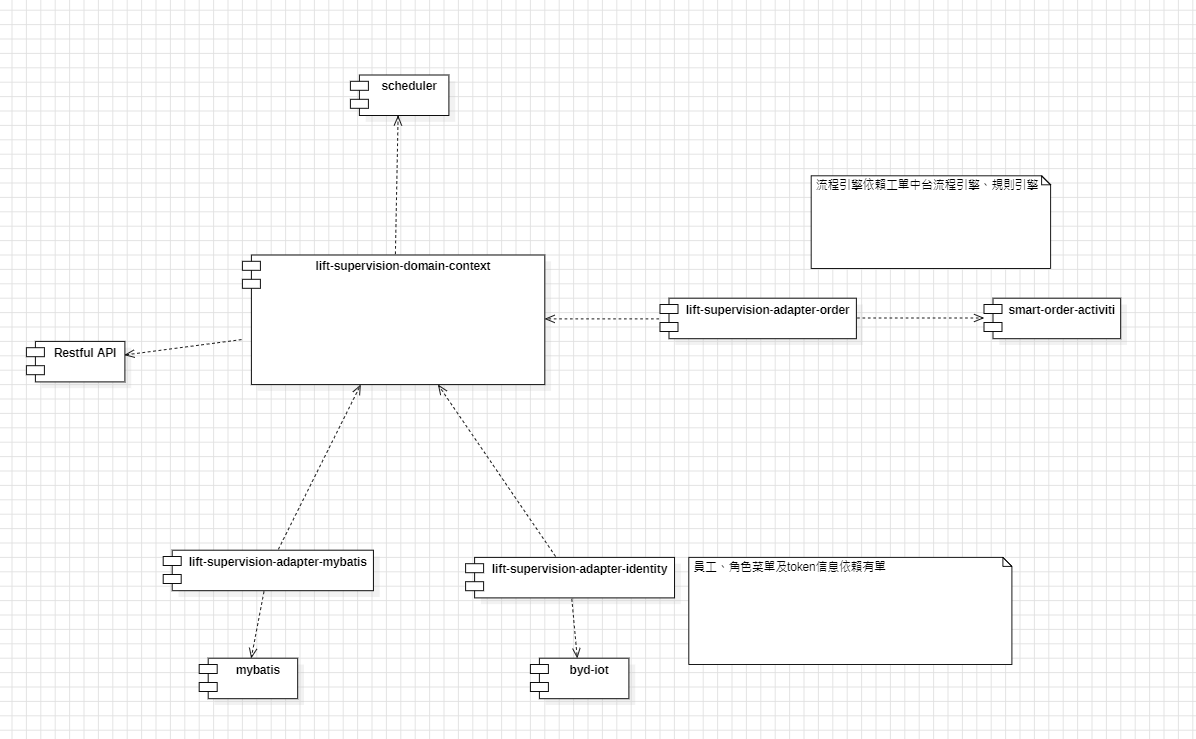 scheduler
流程引擎依賴工單中台流程引擎、規則引擎
lift-supervision-domain-context
lift-supervision-adapter-order
smart-order-activiti
Restful API
lift-supervision-adapter-mybatis
lift-supervision-adapter-identity
員工、角色菜單及token信息依賴有單
mybatis
byd-iot